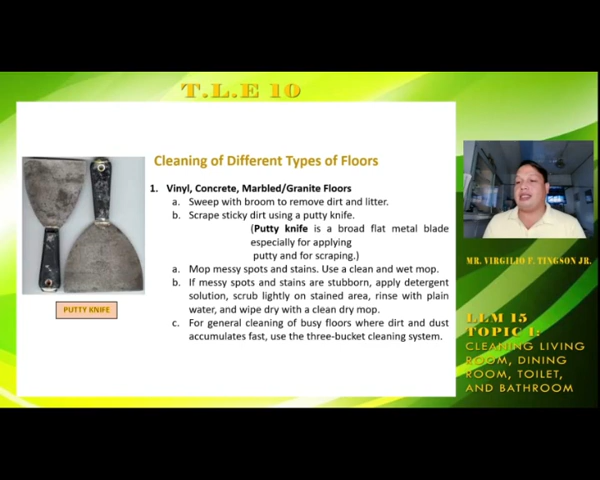 T.L.E 10
Cleaning of Different Types of Floors
1. Vinyl, Concrete, Marbled/Granite Floors
a. Sweep with broom to remove dirt and litter.
b. Scrape sticky dirt using a putty knife.
(Putty knife is a broad flat metal blade
especially for applying
putty and for scraping.)
a. Mop messy spots and stains. Use a clean and wet mop.
b. If messy spots and stains are stubborn, apply detergent
solution, scrub lightly on stained area, rinse with plain
water, and wipe dry with a clean dry mop.
c. For general cleaning of busy floors where dirt and dust
accumulates fast, use the three-bucket cleaning system.
PUTTY KNIFE
MR. VIRGILIO F. TINGSON JR.
LLM 15
TOPIC 1:
CLEANING LIVING
ROOM, DINING
ROOM, TOILET,
AND BATHROOM